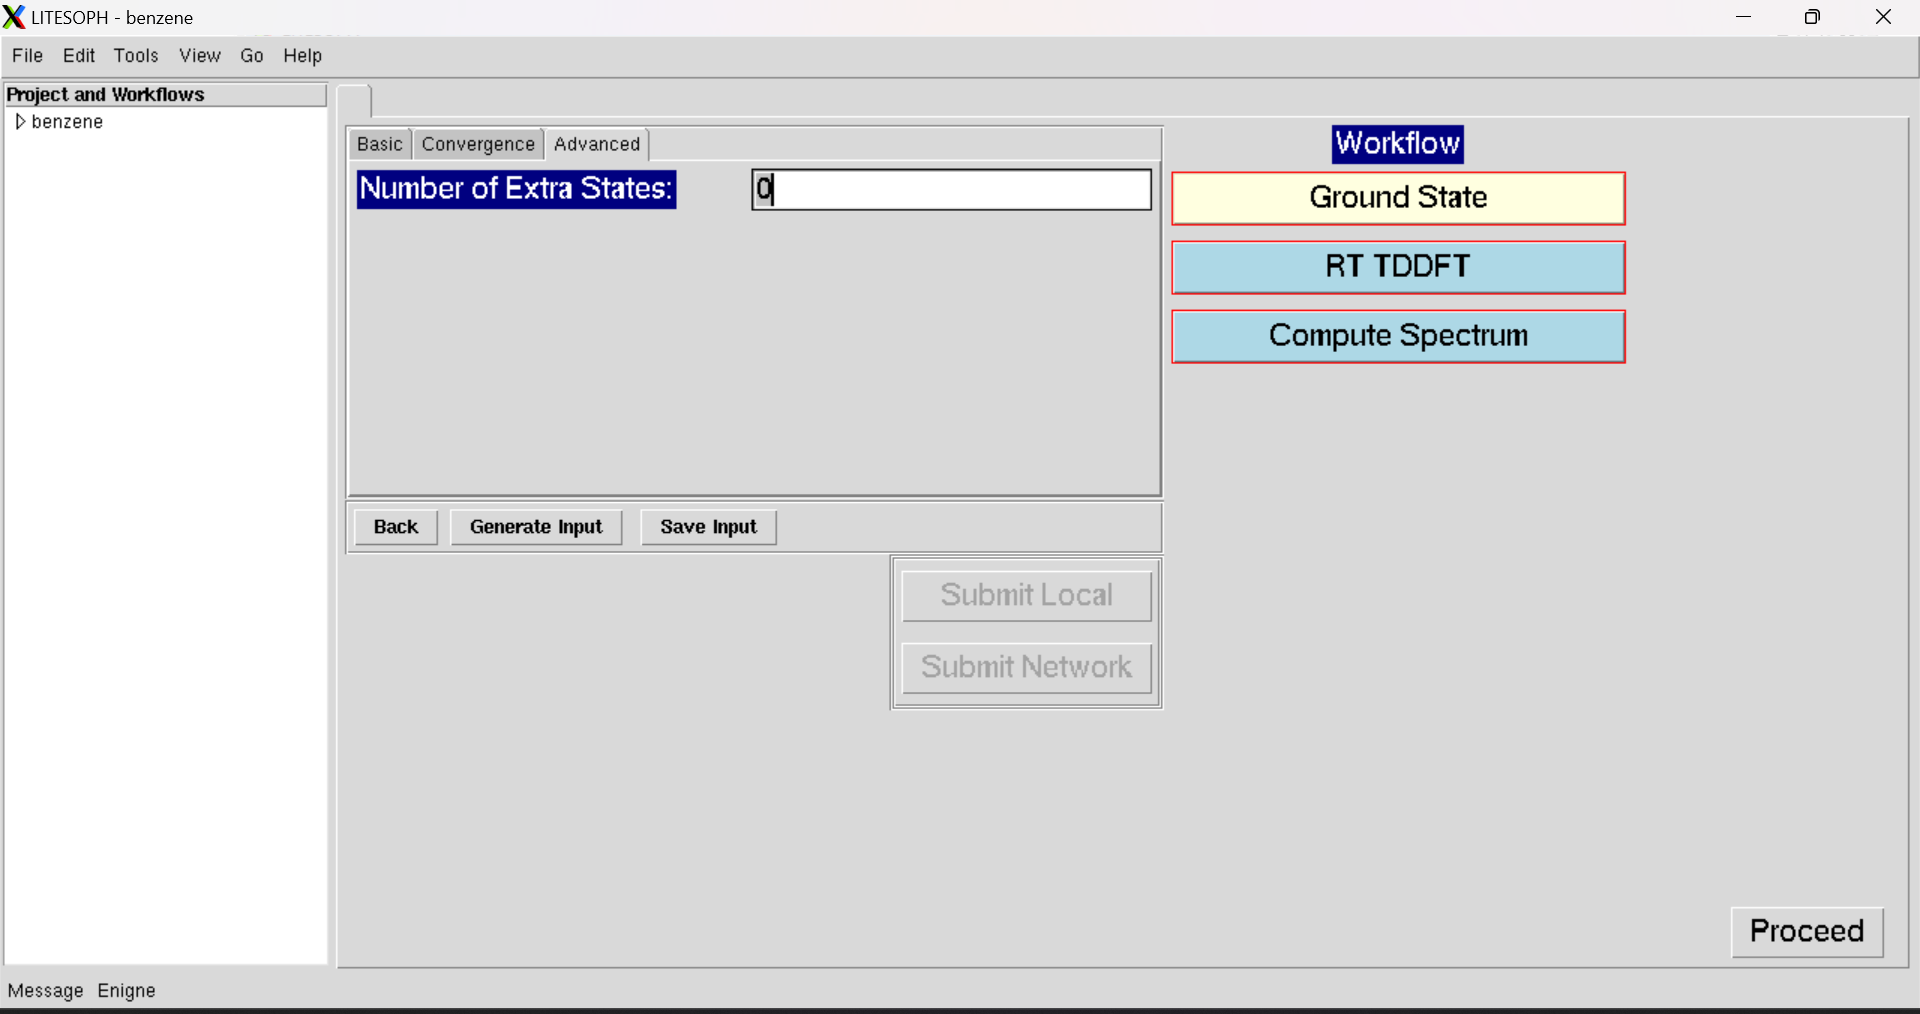 LITESOPH - benzene
File Edit Tools View Go Help
Project and Workflows
benzene
Basic Convergence Advanced
Number of Extra States: 0
Back Generate Input Save Input
Submit Local
Submit Network
Workflow
Ground State
RT TDDFT
Compute Spectrum
Proceed
Message Enigne